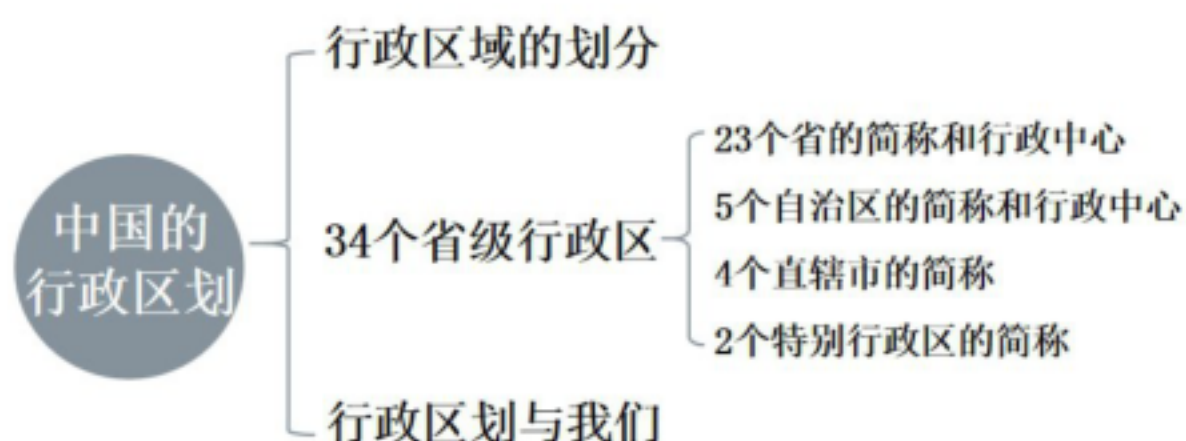 中国的
行政区划
行政区域的划分
34个省级行政区
23个省的简称和行政中心
5个自治区的简称和行政中心
4个直辖市的简称
2个特别行政区的简称
行政区划与我们